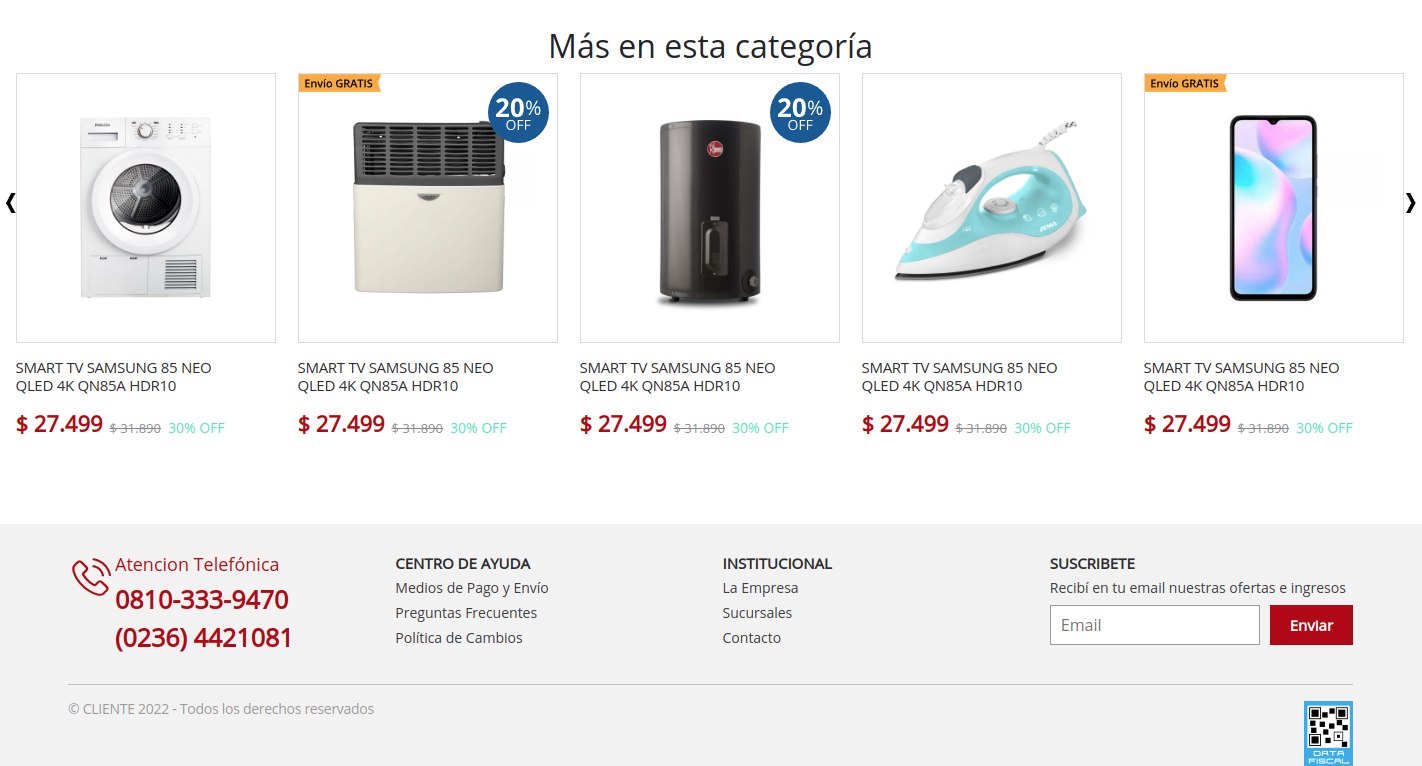 Más en esta categoría
Envío GRATIS
20%
OFF
20%
OFF
Envío GRATIS
PHILCO
SMART TV SAMSUNG 85 NEO
QLED 4K QN85A HDR10
$ 27.499 $ 31.890 30% OFF
SMART TV SAMSUNG 85 NEO
QLED 4K QN85A HDR10
$ 27.499 $ 31.890 30% OFF
SMART TV SAMSUNG 85 NEO
QLED 4K QN85A HDR10
$ 27.499 $ 31.890 30% OFF
SMART TV SAMSUNG 85 NEO
QLED 4K QN85A HDR10
$ 27.499 $ 31.890 30% OFF
SMART TV SAMSUNG 85 NEO
QLED 4K QN85A HDR10
$ 27.499 $ 31.890 30% OFF
Atencion Telefónica
0810-333-9470
(0236) 4421081
CENTRO DE AYUDA
Medios de Pago y Envío
Preguntas Frecuentes
Política de Cambios
INSTITUCIONAL
La Empresa
Sucursales
Contacto
SUSCRIBETE
Recibí en tu email nuestras ofertas e ingresos
Email
Enviar
© CLIENTE 2022 - Todos los derechos reservados
DATA
FISCAL